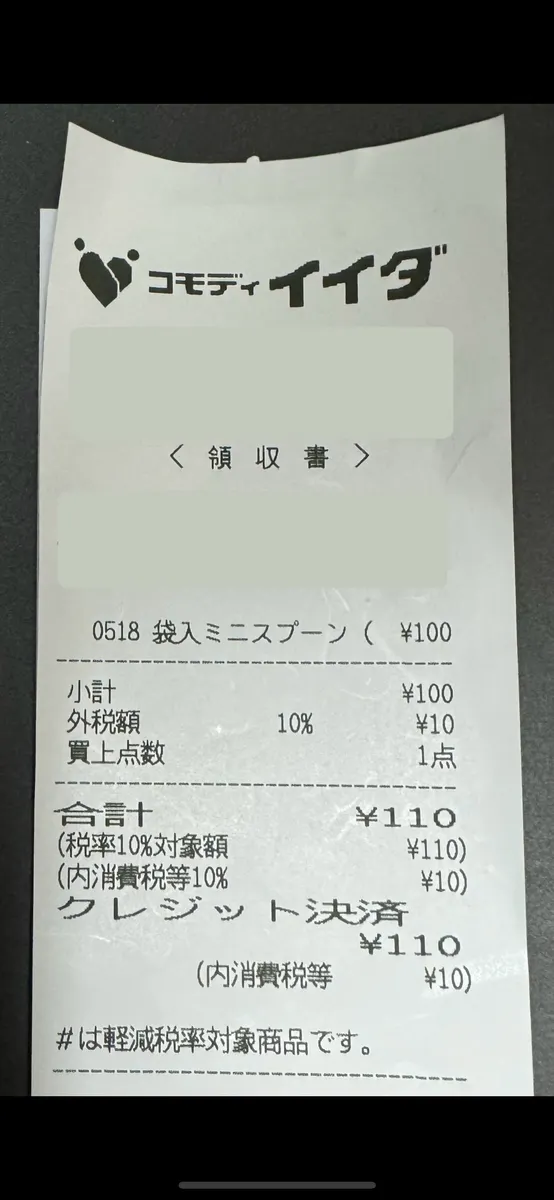 コモディイイダ
〈 領 収 書 〉
0518 袋入ミニスプーン ( ¥100
小計 ¥100
外税額 10% ¥10
買上点数 1点
合計 ¥110
(税率10%対象額 ¥110)
(内消費税等10% ¥10)
クレジット決済
¥110
(内消費税等 ¥10)
#は軽減税率対象商品です。